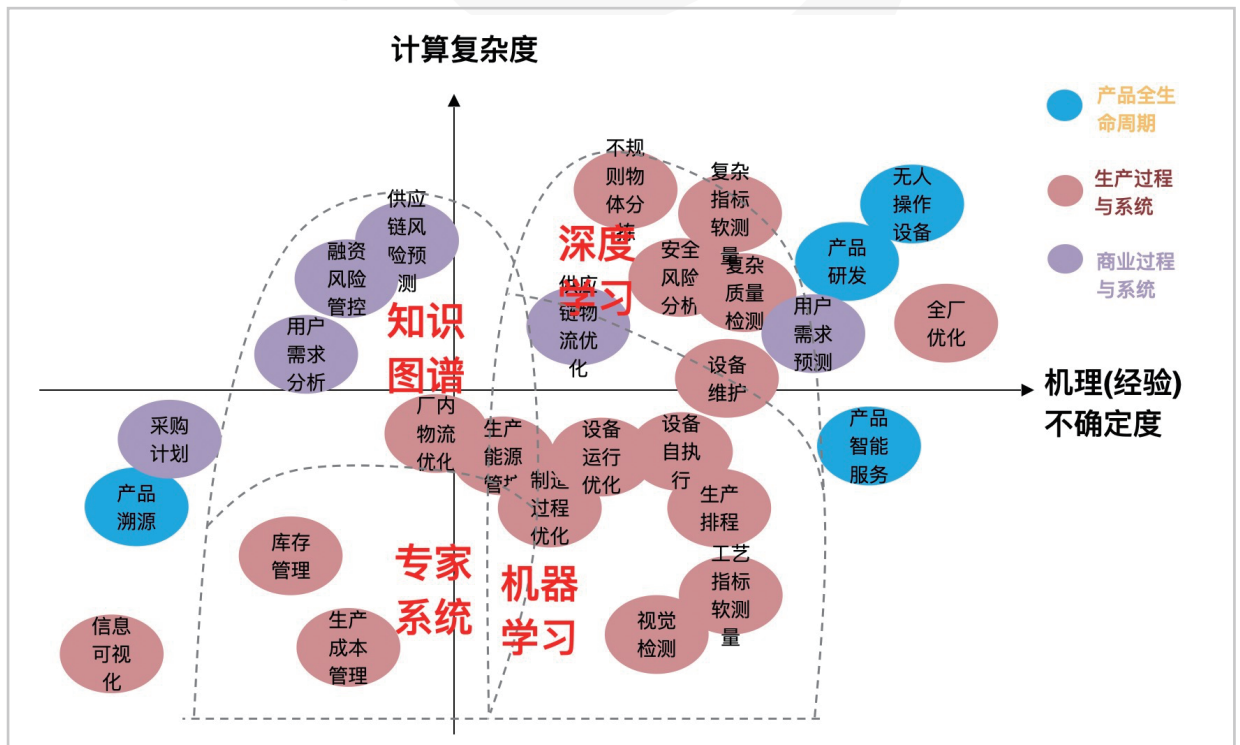 计算复杂度
产品全生
命周期
生产过程
与系统
商业过程
与系统
机理(经验)
不确定度
供应
链风
险预
测
融资
风险
管控
用户
需求
分析
知识
图谱
不规
则物
体分
拣
深度
学习
复杂
指标
软测
量
安全
风险
分析
复杂
质量
检测
供应
链物
流优
化
用户
需求
预测
产品
研发
无人
操作
设备
全厂
优化
设备
维护
采购
计划
产品
溯源
厂内
物流
优化
生产
能源
管控
制造
过程
优化
设备
运行
优化
设备
自执
行
生产
排程
产品
智能
服务
库存
管理
专家
系统
机器
学习
工艺
指标
软测
量
视觉
检测
信息
可视
化
生产
成本
管理